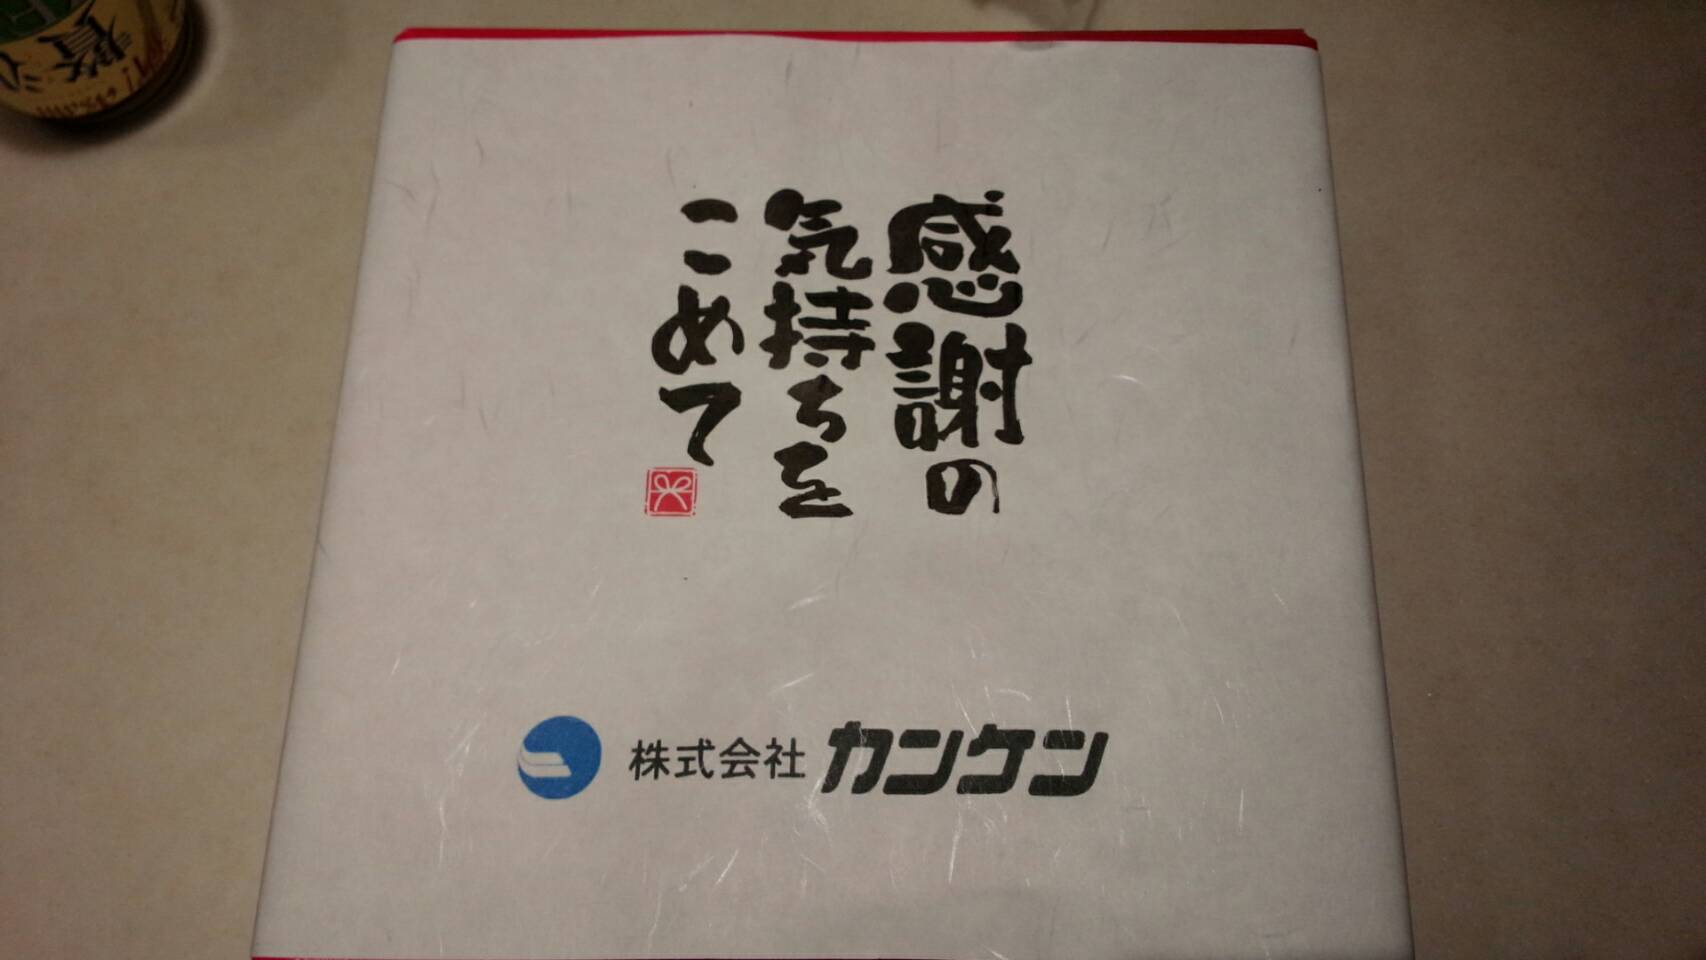 感謝の
気持ちを
こめて
株式会社 カンケン